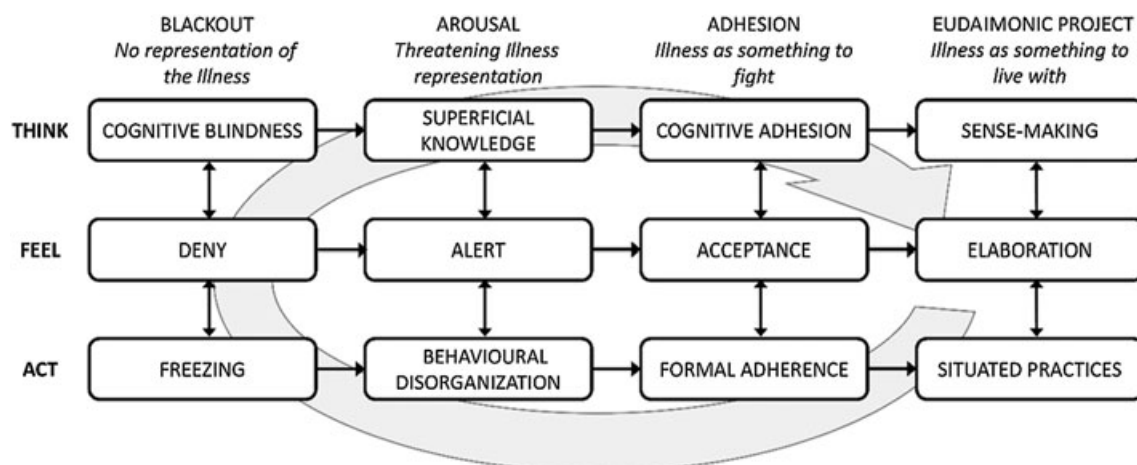 BLACKOUT
No representation of
the Illness
AROUSAL
Threatening Illness
representation
ADHESION
Illness as something to
fight
EUDAIMONIC PROJECT
Illness as something to
live with
THINK
COGNITIVE BLINDNESS
SUPERFICIAL
KNOWLEDGE
COGNITIVE ADHESION
SENSE-MAKING
FEEL
DENY
ALERT
ACCEPTANCE
ELABORATION
ACT
FREEZING
BEHAVIOURAL
DISORGANIZATION
FORMAL ADHERENCE
SITUATED PRACTICES